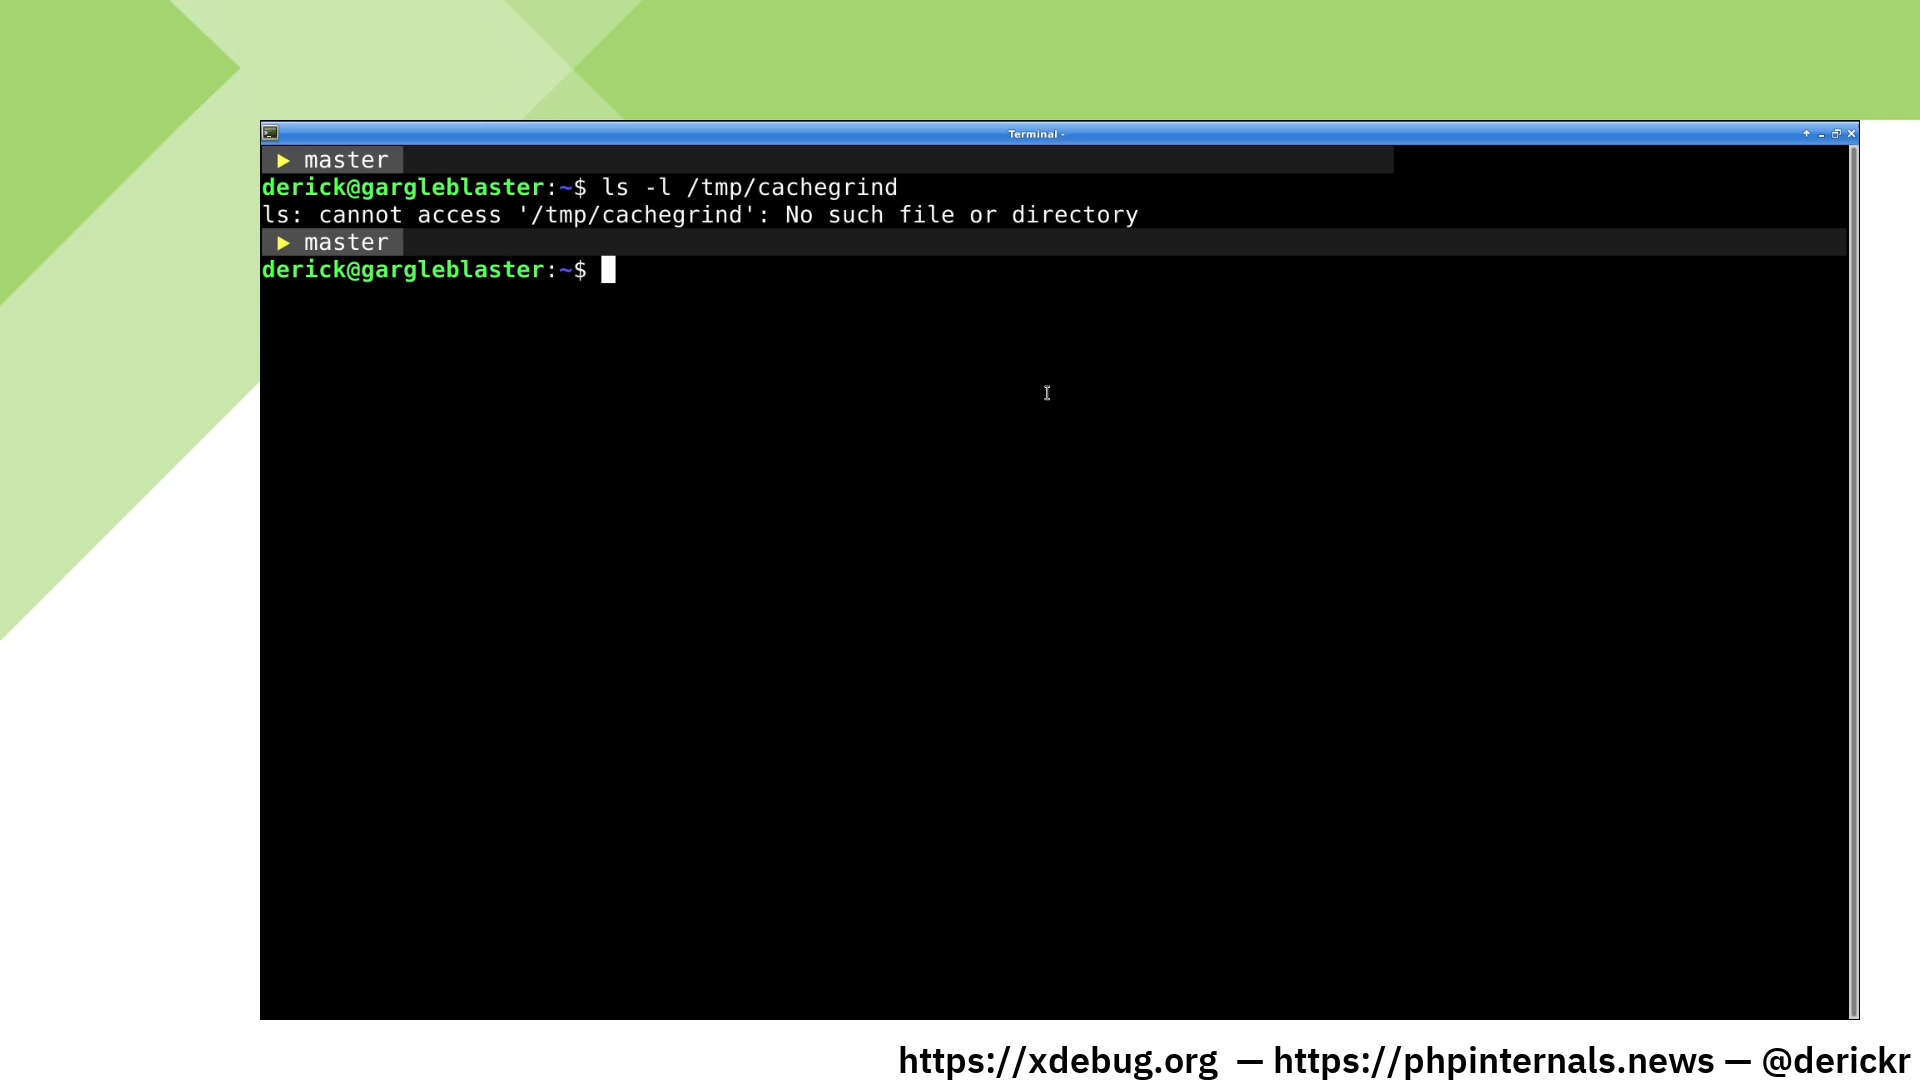 Terminal -
▶ master
derick@gargleblaster:~$ ls -l /tmp/cachegrind
ls: cannot access '/tmp/cachegrind': No such file or directory
▶ master
derick@gargleblaster:~$
https://xdebug.org — https://phpinternals.news — @derickr